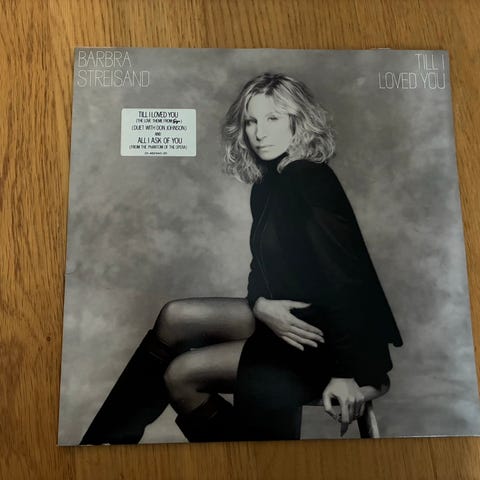 BARBRA
STREISAND
TILL I
LOVED YOU
TILL I LOVED YOU
(THE LOVE THEME FROM Goya)
(DUET WITH DON JOHNSON)
AND
ALL I ASK OF YOU
(FROM THE PHANTOM OF THE OPERA)